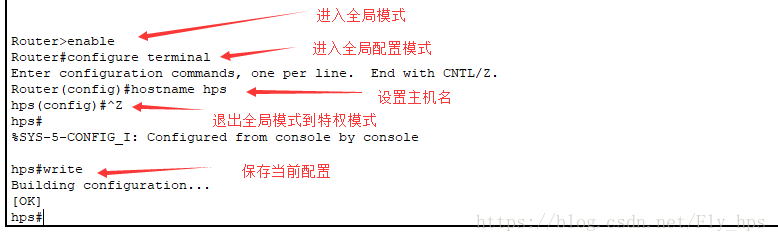 进入全局模式
Router>enable
Router#configure terminal
进入全局配置模式
Enter configuration commands, one per line.  End with CNTL/Z.
Router(config)#hostname hps
设置主机名
hps(config)#^Z
hps#
退出全局模式到特权模式
%SYS-5-CONFIG_I: Configured from console by console
hps#write
保存当前配置
Building configuration...
[OK]
hps#
https://blog.csdn.net/Fly_hps